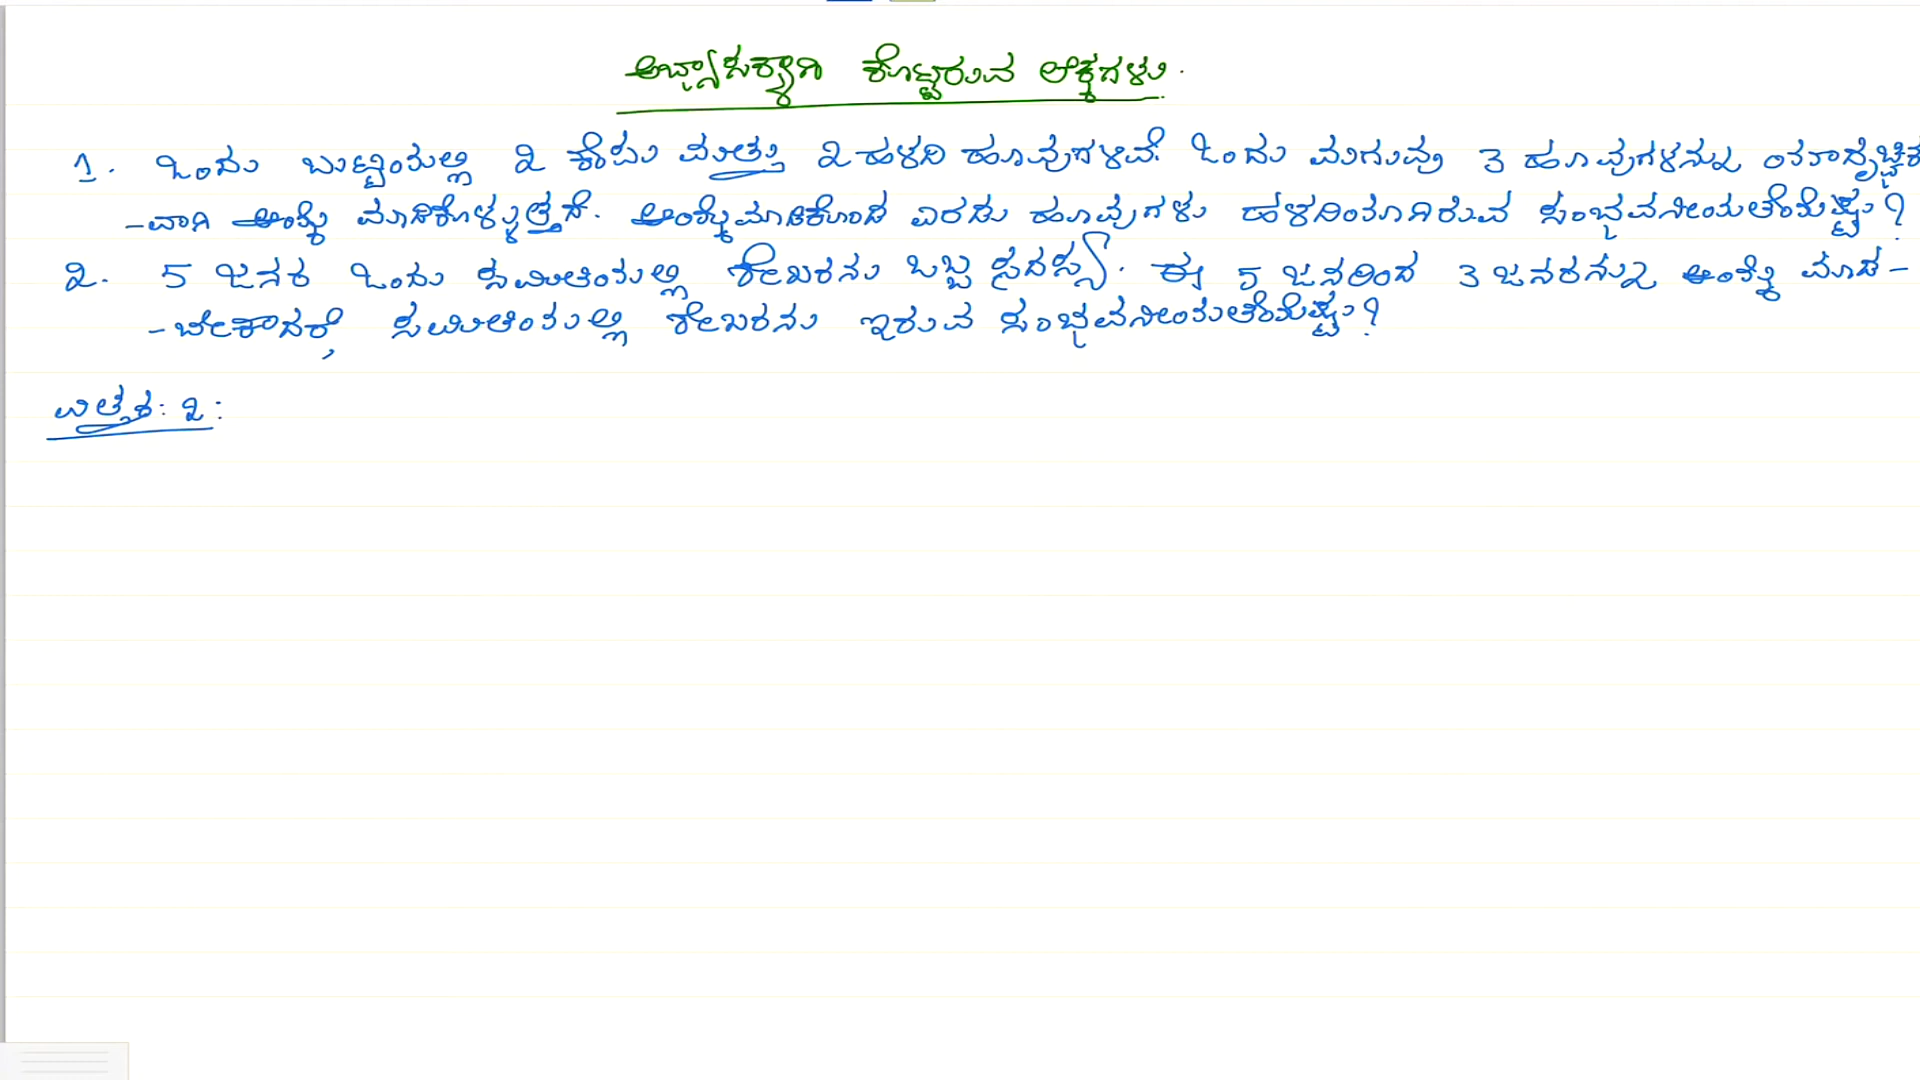 ಅಭ್ಯಾಸಕ್ಕಾಗಿ ಕೊಟ್ಟಿರುವ ಲೆಕ್ಕಗಳು.
1. ಒಂದು ಬುಟ್ಟಿಯಲ್ಲಿ 2 ಕೆಂಪು ಮತ್ತು 2 ಹಳದಿ ಹೂವುಗಳಿವೆ. ಒಂದು ಮಗುವು 3 ಹೂವುಗಳನ್ನು ಯಾದೃಚ್ಛಿಕ
-ವಾಗಿ ಆಯ್ಕೆ ಮಾಡಿಕೊಳ್ಳುತ್ತದೆ. ಆಯ್ಕೆಮಾಡಿಕೊಂಡ ಎರಡು ಹೂವುಗಳು ಹಳದಿಯಾಗಿರುವ ಸಂಭವನೀಯತೆಯೆಷ್ಟು?
2. 5 ಜನರ ಒಂದು ಸಮಿತಿಯಲ್ಲಿ ಶೇಖರನು ಒಬ್ಬ ಸದಸ್ಯ. ಈ 5 ಜನರಿಂದ 3 ಜನರನ್ನು ಆಯ್ಕೆ ಮಾಡ-
-ಬೇಕಾದರೆ, ಸಮಿತಿಯಲ್ಲಿ ಶೇಖರನು ಇರುವ ಸಂಭವನೀಯತೆಯೆಷ್ಟು?
ಉತ್ತರ: 2: